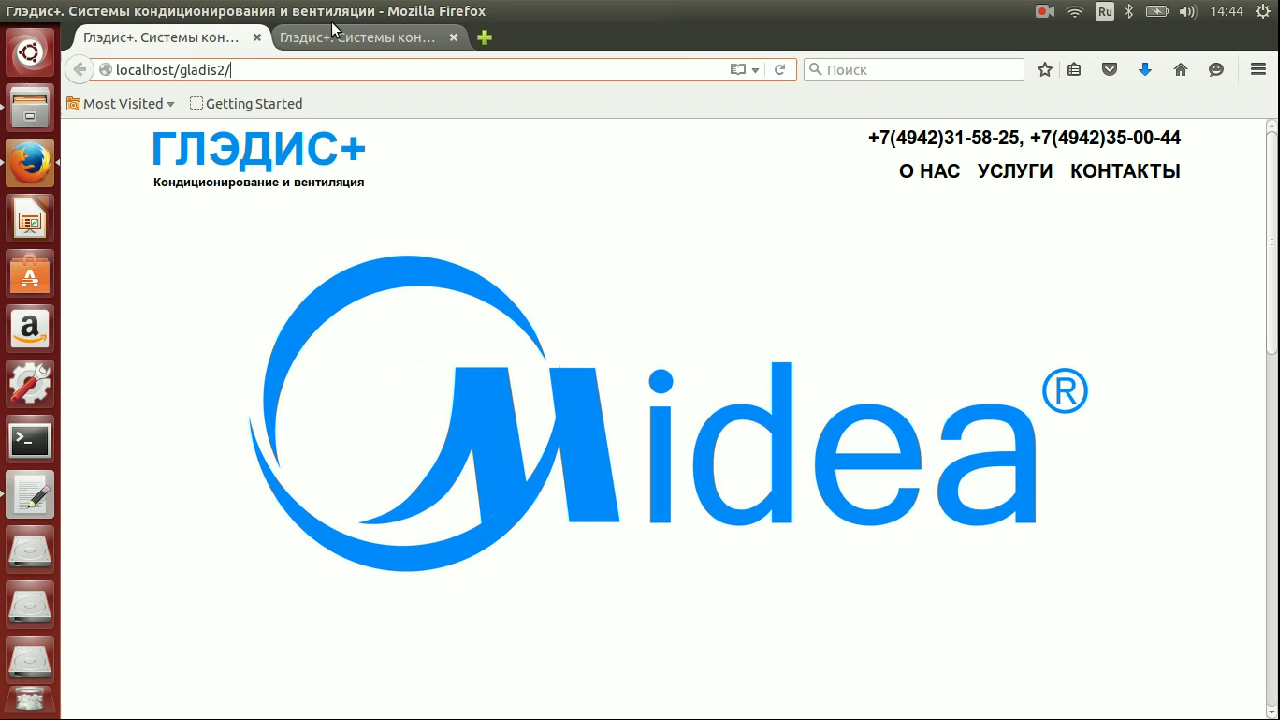 Глэдис+. Системы кондиционирования и вентиляции - Mozilla Firefox
Ru
14:44
Глэдис+. Системы кон...
Глэдис+. Системы кон...
localhost/gladis2/
Поиск
Most Visited
Getting Started
ГЛЭДИС+
Кондиционирование и вентиляция
+7(4942)31-58-25, +7(4942)35-00-44
О НАС УСЛУГИ КОНТАКТЫ
Midea®